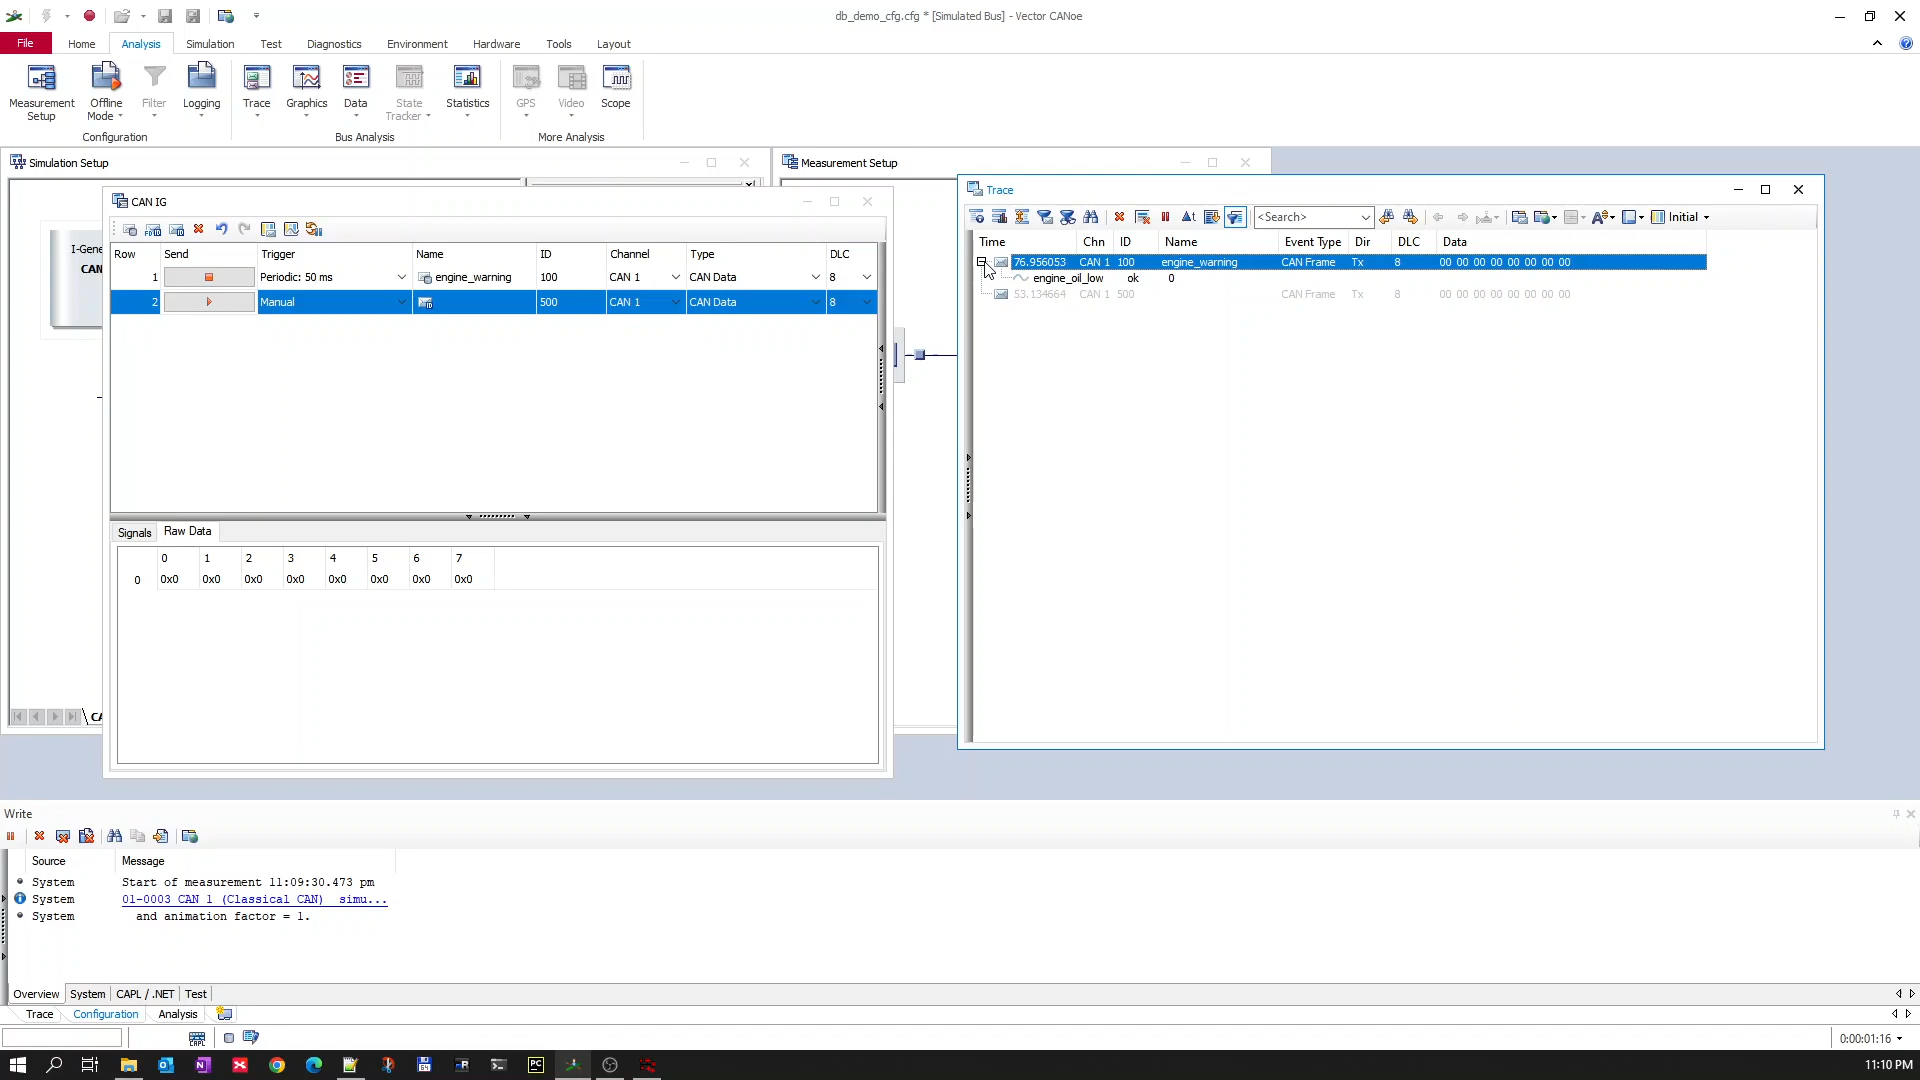 db_demo_cfg.cfg * [Simulated Bus] - Vector CANoe
File Home Analysis Simulation Test Diagnostics Environment Hardware Tools Layout
Measurement Setup
Offline Mode
Filter
Logging
Trace
Graphics
Data
State Tracker
Statistics
GPS
Video
Scope
Configuration
Bus Analysis
More Analysis
Simulation Setup
Measurement Setup
I-Gene
CAN
CA
CAN IG
Row Send Trigger Name ID Channel Type DLC
1 Periodic: 50 ms engine_warning 100 CAN 1 CAN Data 8
2 Manual 500 CAN 1 CAN Data 8
Signals Raw Data
0 1 2 3 4 5 6 7
0 0x0 0x0 0x0 0x0 0x0 0x0 0x0 0x0
Trace
<Search>
Initial
Time Chn ID Name Event Type Dir DLC Data
76.956053 CAN 1 100 engine_warning CAN Frame Tx 8 00 00 00 00 00 00 00 00
engine_oil_low ok 0
53.134664 CAN 1 500 CAN Frame Tx 8 00 00 00 00 00 00 00 00
Write
Source Message
System Start of measurement 11:09:30.473 pm
System 01-0003 CAN 1 (Classical CAN) simu...
System and animation factor = 1.
Overview System CAPL / .NET Test
Trace Configuration Analysis
CAPL
0:00:01:16
11:10 PM